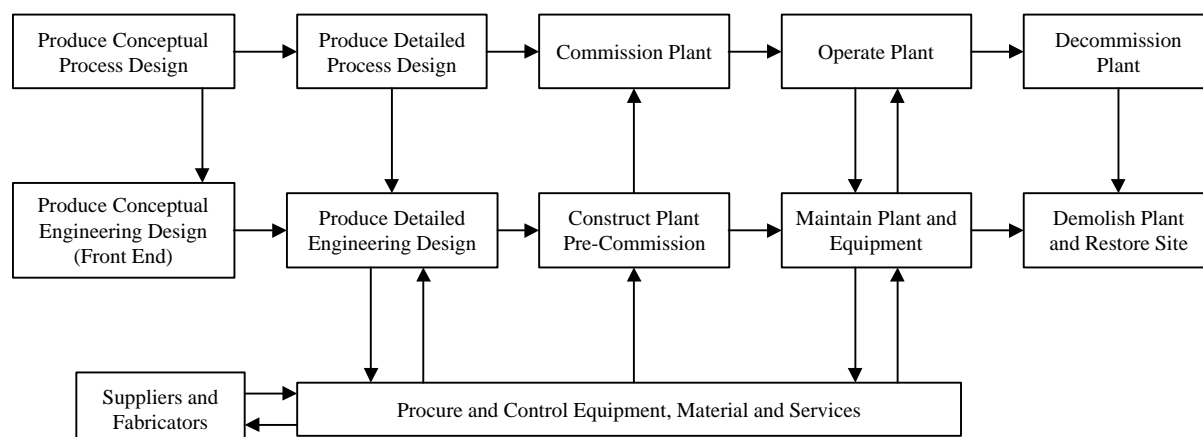 Produce Conceptual
Process Design
Produce Detailed
Process Design
Commission Plant
Operate Plant
Decommission
Plant
Produce Conceptual
Engineering Design
(Front End)
Produce Detailed
Engineering Design
Construct Plant
Pre-Commission
Maintain Plant and
Equipment
Demolish Plant
and Restore Site
Suppliers and
Fabricators
Procure and Control Equipment, Material and Services